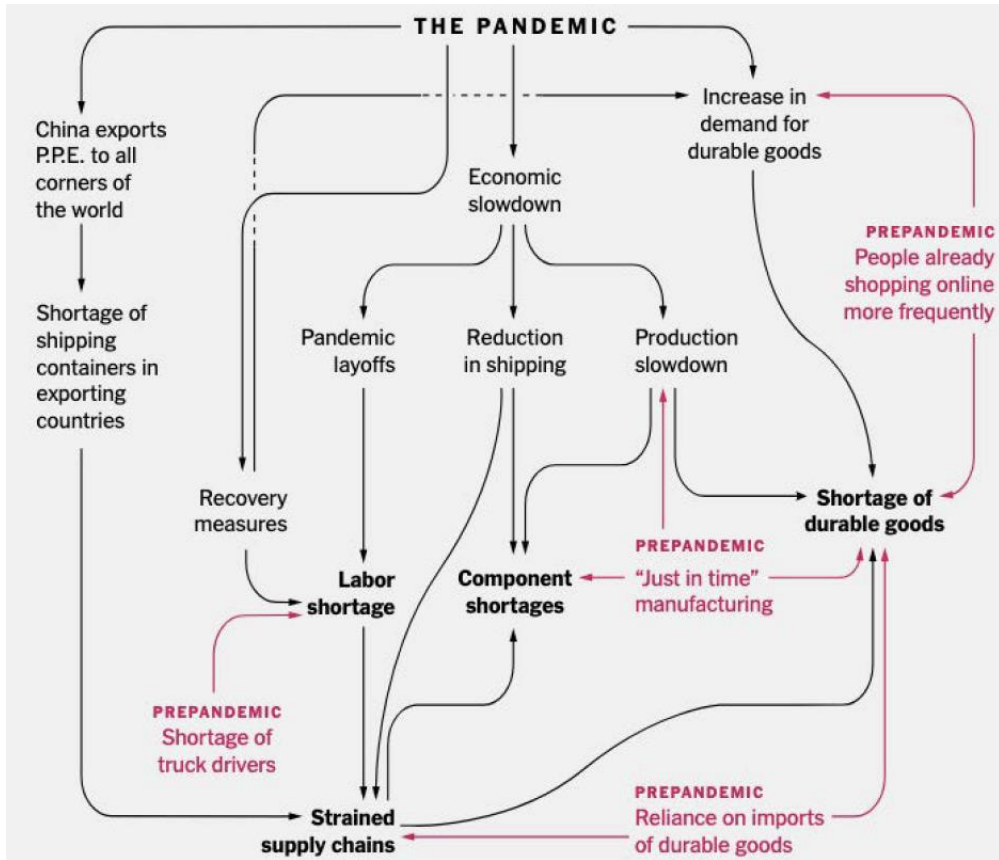 THE PANDEMIC
China exports
P.P.E. to all
corners of
the world
Increase in
demand for
durable goods
Economic
slowdown
PREPANDEMIC
People already
shopping online
more frequently
Shortage of
shipping
containers in
exporting
countries
Pandemic
layoffs
Reduction
in shipping
Production
slowdown
Recovery
measures
Shortage of
durable goods
Labor
shortage
Component
shortages
PREPANDEMIC
“Just in time”
manufacturing
PREPANDEMIC
Shortage of
truck drivers
Strained
supply chains
PREPANDEMIC
Reliance on imports
of durable goods